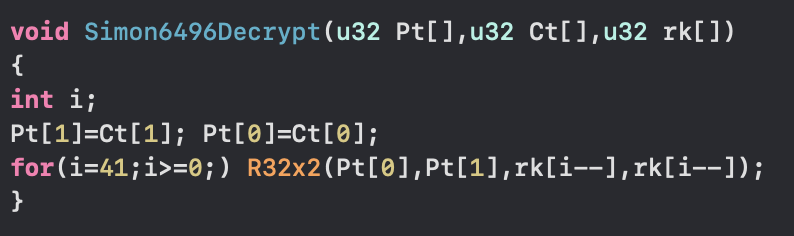 void Simon6496Decrypt(u32 Pt[],u32 Ct[],u32 rk[])
{
int i;
Pt[1]=Ct[1]; Pt[0]=Ct[0];
for(i=41;i>=0;) R32x2(Pt[0],Pt[1],rk[i--],rk[i--]);
}